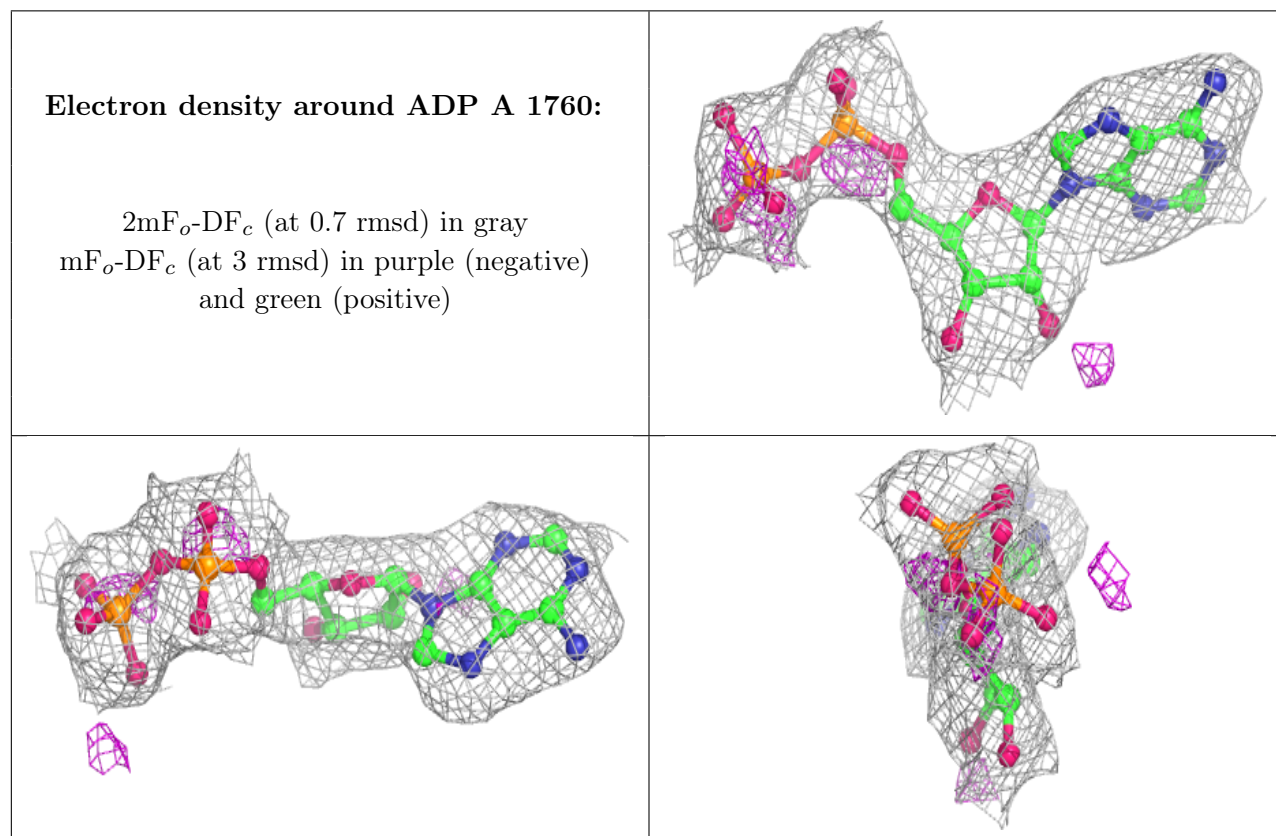 Electron density around ADP A 1760:
2mFo-DFc (at 0.7 rmsd) in gray
mFo-DFc (at 3 rmsd) in purple (negative)
and green (positive)